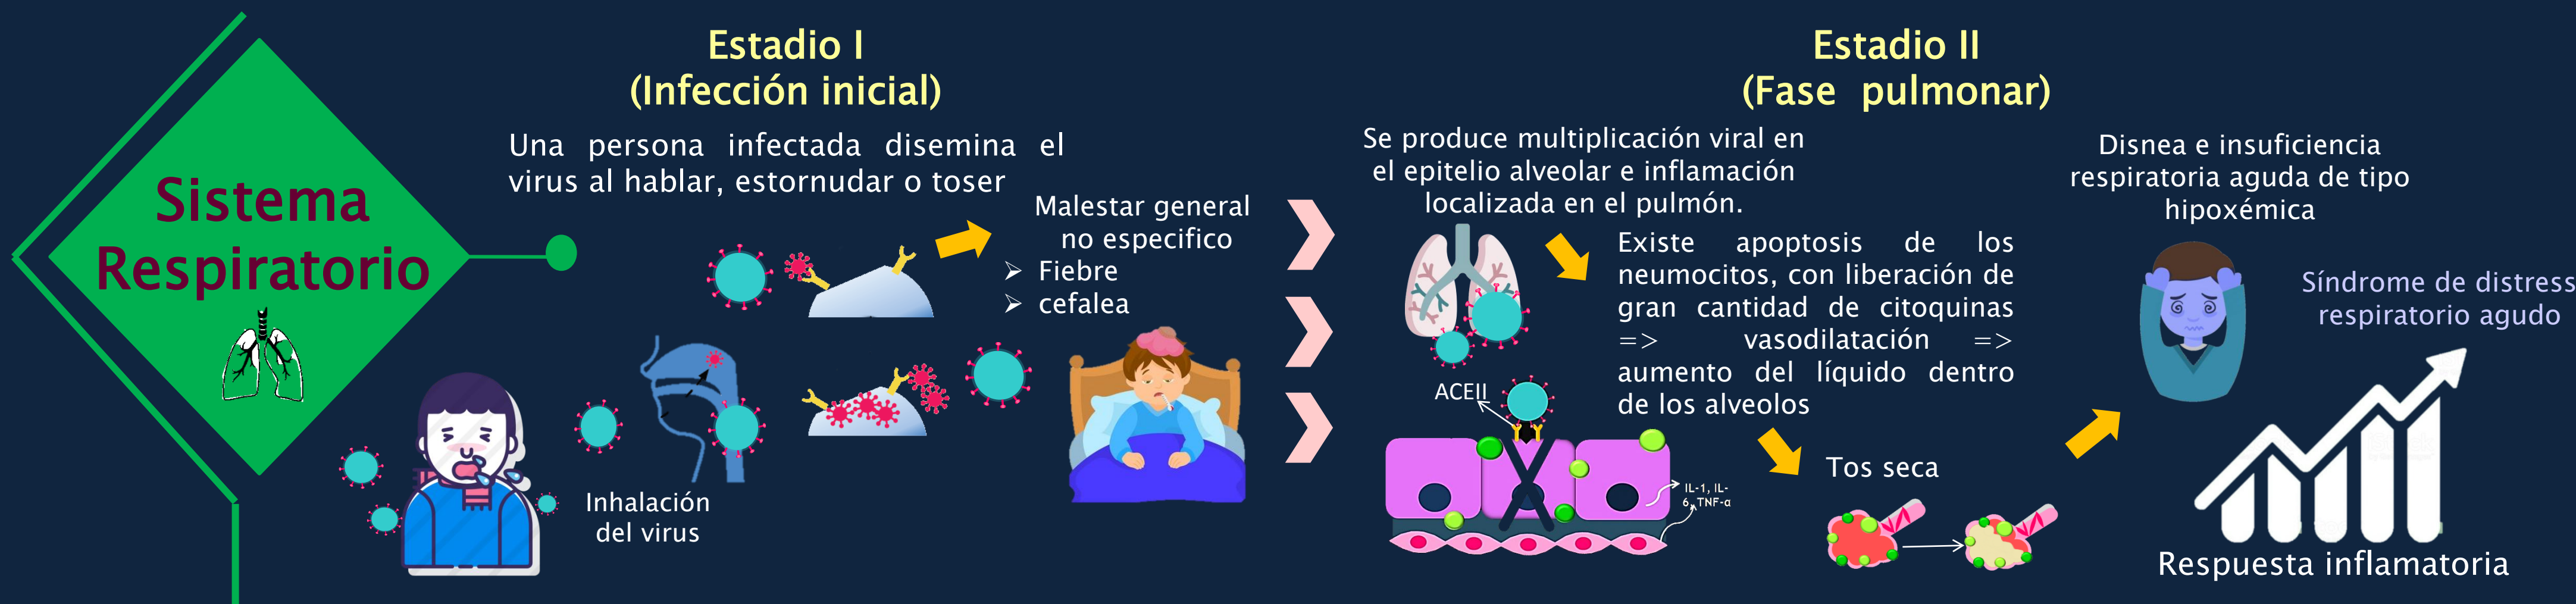 Sistema
Respiratorio
Estadio I
(Infección inicial)
Una persona infectada disemina el
virus al hablar, estornudar o toser
Malestar general
no especifico
➢ Fiebre
➢ cefalea
Inhalación
del virus
Estadio II
(Fase pulmonar)
Se produce multiplicación viral en
el epitelio alveolar e inflamación
localizada en el pulmón.
Existe apoptosis de los
neumocitos, con liberación de
gran cantidad de citoquinas
=> vasodilatación =>
aumento del líquido dentro
de los alveolos
ACEII
IL-1, IL-
6, TNF-α
Tos seca
Disnea e insuficiencia
respiratoria aguda de tipo
hipoxémica
Síndrome de distress
respiratorio agudo
Respuesta inflamatoria